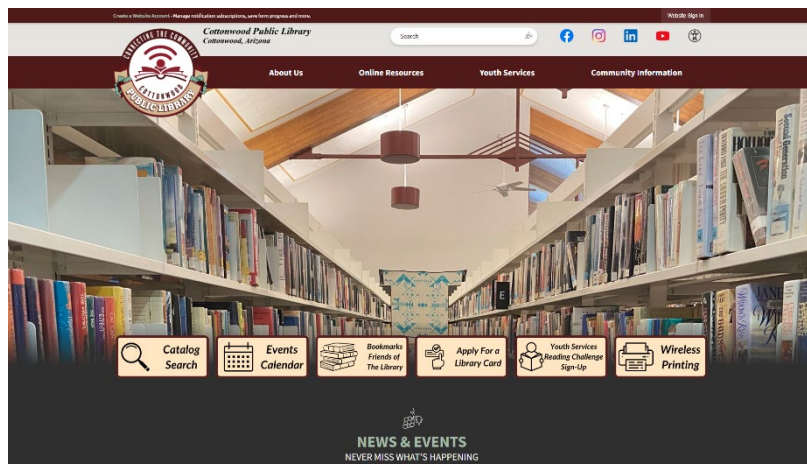 Create a Website Account - Manage notification subscriptions, save form progress and more.
Website Sign In
CONNECTING THE COMMUNITY
COTTONWOOD
PUBLIC LIBRARY
Cottonwood Public Library
Cottonwood, Arizona
Search
About Us
Online Resources
Youth Services
Community Information
E
Catalog
Search
Events
Calendar
Bookmarks
Friends of
The Library
Apply For a
Library Card
Youth Services
Reading Challenge
Sign-Up
Wireless
Printing
NEWS & EVENTS
NEVER MISS WHAT'S HAPPENING